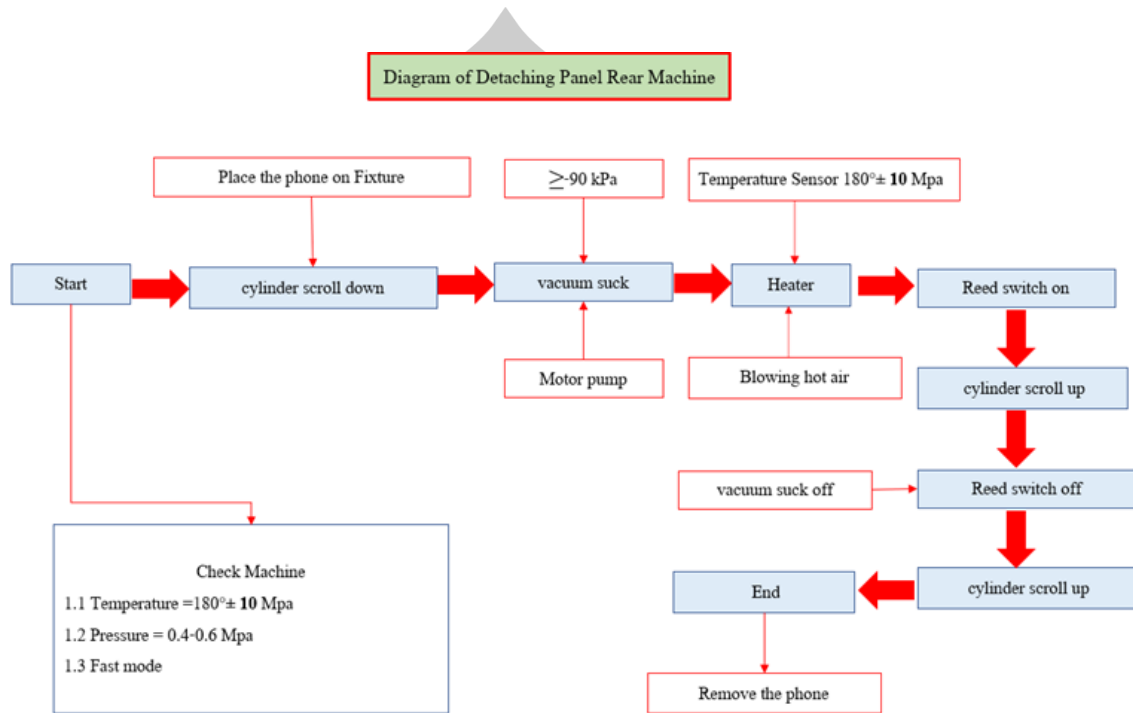 Diagram of Detaching Panel Rear Machine
Place the phone on Fixture
≥-90 kPa
Temperature Sensor 180°± 10 Mpa
Start
cylinder scroll down
vacuum suck
Heater
Reed switch on
Motor pump
Blowing hot air
cylinder scroll up
vacuum suck off
Reed switch off
cylinder scroll up
End
Remove the phone
Check Machine
1.1 Temperature =180°± 10 Mpa
1.2 Pressure = 0.4-0.6 Mpa
1.3 Fast mode